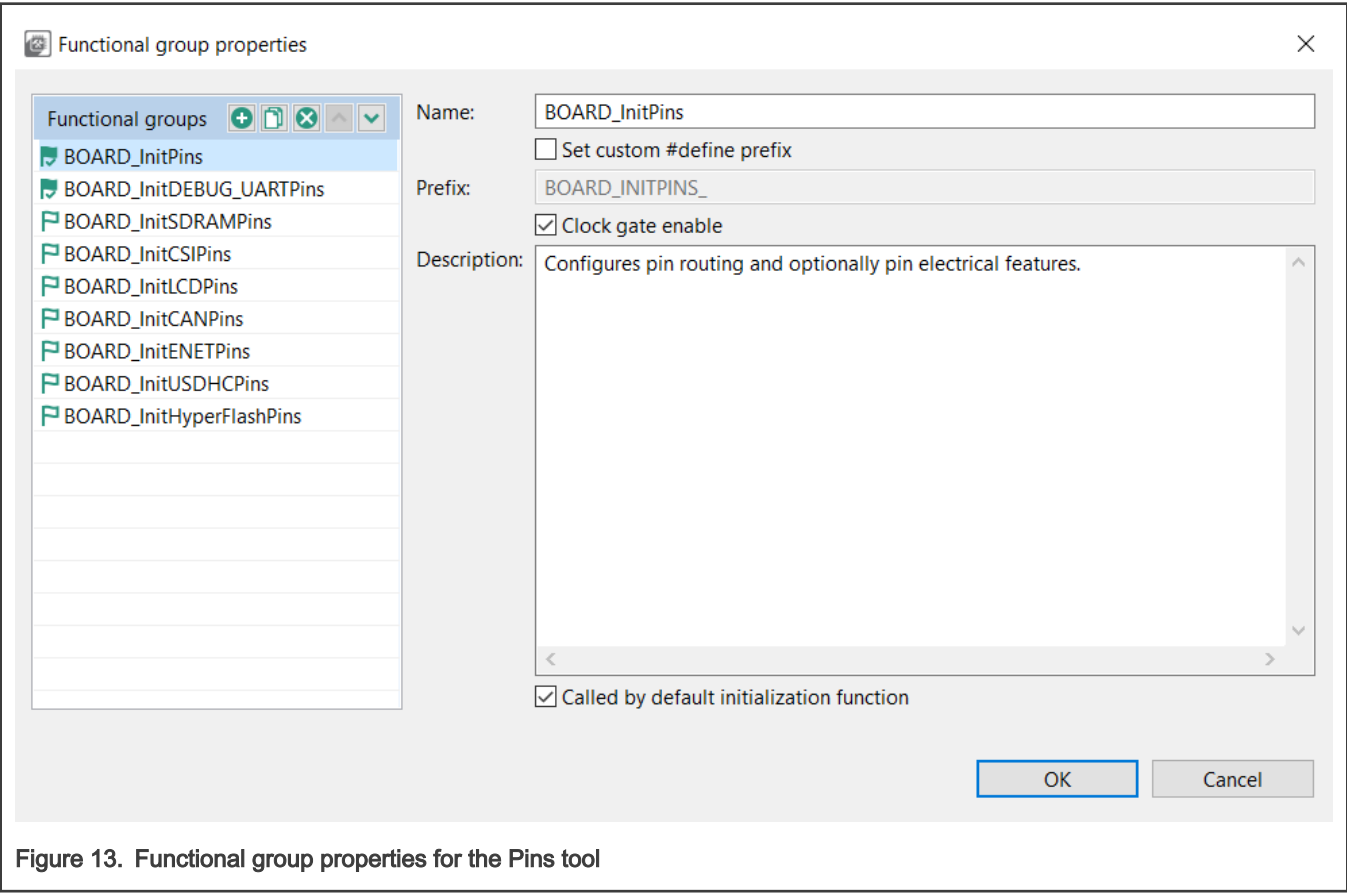 Functional group properties
Functional groups
BOARD_InitPins
BOARD_InitDEBUG_UARTPins
BOARD_InitSDRAMPins
BOARD_InitCSIPins
BOARD_InitLCDPins
BOARD_InitCANPins
BOARD_InitENETPins
BOARD_InitUSDHCPins
BOARD_InitHyperFlashPins
Name: BOARD_InitPins
Set custom #define prefix
Prefix: BOARD_INITPINS_
Clock gate enable
Description: Configures pin routing and optionally pin electrical features.
Called by default initialization function
OK Cancel
Figure 13. Functional group properties for the Pins tool